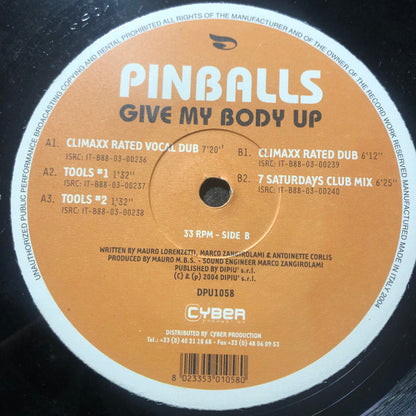 UNAUTHORIZED PUBLIC PERFORMANCE BROADCASTING COPYING AND RENTAL PROHIBITED ALL RIGHTS OF THE MANUFACTURER AND OF THE OWNER OF THE RECORD WORK RESERVED MADE IN ITALY 2004
PINBALLS
GIVE MY BODY UP
A1. CLIMAXX RATED VOCAL DUB 7'20''
ISRC: IT-B88-03-00236
A2. TOOLS #1 1'32''
ISRC: IT-B88-03-00237
A3. TOOLS #2 1'32''
ISRC: IT-B88-03-00238
B1. CLIMAXX RATED DUB 6'12''
ISRC: IT-B88-03-00239
B2. 7 SATURDAYS CLUB MIX 6'25''
ISRC: IT-B88-03-00240
33 RPM - SIDE B
WRITTEN BY MAURO LORENZETTI, MARCO ZANGIROLAMI & ANTOINETTE CORLIS
PRODUCED BY MAURO M.B.S. - SOUND ENGINEER MARCO ZANGIROLAMI
PUBLISHED BY DIPIU' s.r.l.
(C) & (p) 2004 DIPIU' s.r.l.
DPU1058
CYBER
DISTRIBUTED BY CYBER PRODUCTION
Tel.: +33 (0) 40 21 10 68 - Fax: +33 (0) 48 06 09 53
8 023353 010580